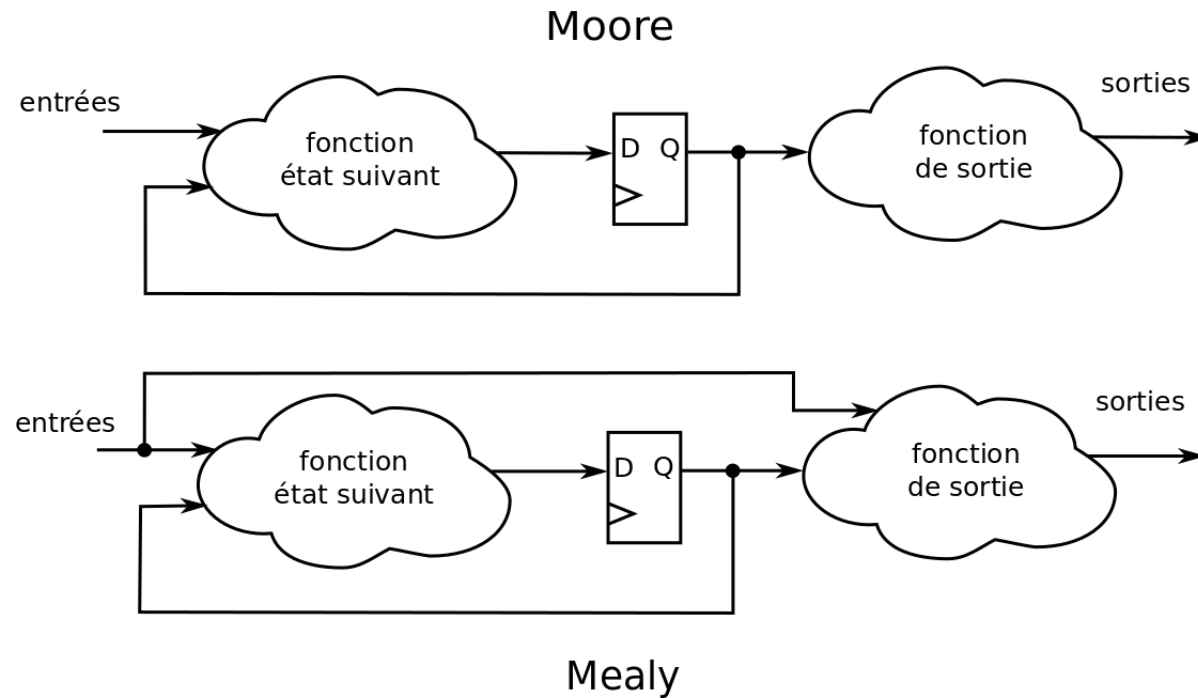 Moore
entrées
sorties
fonction
état suivant
D Q
fonction
de sortie
entrées
sorties
fonction
état suivant
D Q
fonction
de sortie
Mealy